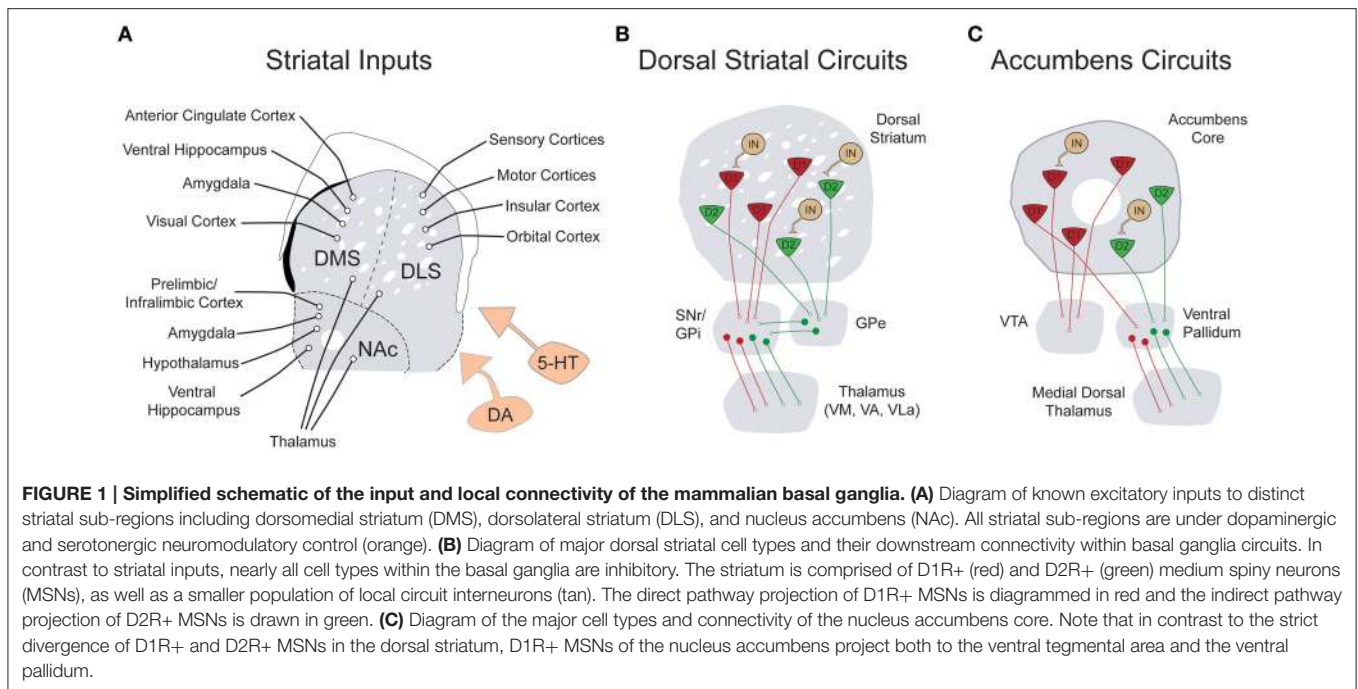 A
Striatal Inputs
Anterior Cingulate Cortex
Ventral Hippocampus
Amygdala
Visual Cortex
Prelimbic/
Infralimbic Cortex
Amygdala
Hypothalamus
Ventral
Hippocampus
Thalamus
Sensory Cortices
Motor Cortices
Insular Cortex
Orbital Cortex
DMS
DLS
NAc
5-HT
DA
B
Dorsal Striatal Circuits
Dorsal
Striatum
IN
D1
D1
IN
D2
D2
D1
IN
D2
SNr/
GPi
GPe
Thalamus
(VM, VA, VLa)
C
Accumbens Circuits
Accumbens
Core
IN
D1
D1
D2
D1
IN
D1
D2
VTA
Ventral
Pallidum
Medial Dorsal
Thalamus
FIGURE 1 | Simplified schematic of the input and local connectivity of the mammalian basal ganglia. (A) Diagram of known excitatory inputs to distinct
striatal sub-regions including dorsomedial striatum (DMS), dorsolateral striatum (DLS), and nucleus accumbens (NAc). All striatal sub-regions are under dopaminergic
and serotonergic neuromodulatory control (orange). (B) Diagram of major dorsal striatal cell types and their downstream connectivity within basal ganglia circuits. In
contrast to striatal inputs, nearly all cell types within the basal ganglia are inhibitory. The striatum is comprised of D1R+ (red) and D2R+ (green) medium spiny neurons
(MSNs), as well as a smaller population of local circuit interneurons (tan). The direct pathway projection of D1R+ MSNs is diagrammed in red and the indirect pathway
projection of D2R+ MSNs is drawn in green. (C) Diagram of the major cell types and connectivity of the nucleus accumbens core. Note that in contrast to the strict
divergence of D1R+ and D2R+ MSNs in the dorsal striatum, D1R+ MSNs of the nucleus accumbens project both to the ventral tegmental area and the ventral
pallidum.